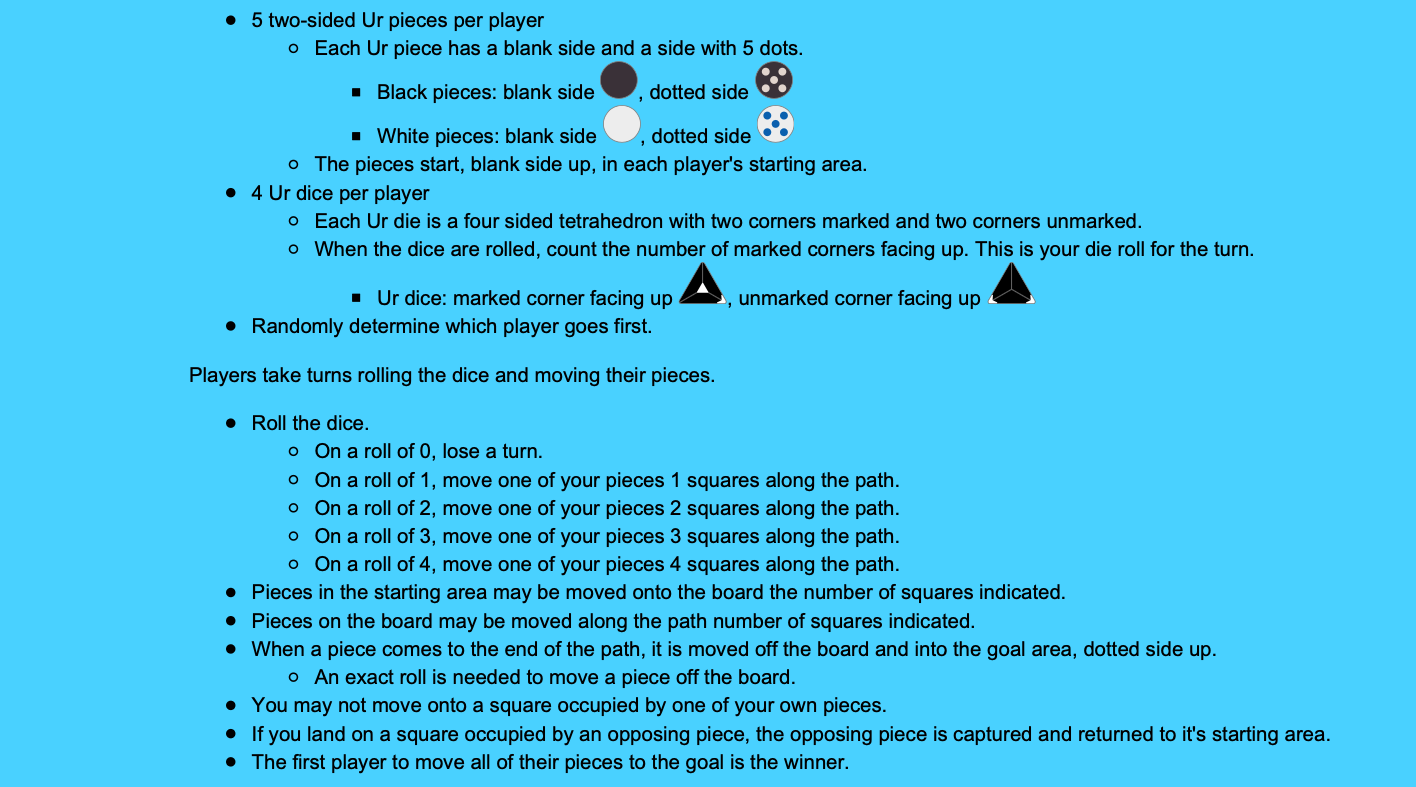 5 two-sided Ur pieces per player
Each Ur piece has a blank side and a side with 5 dots.
Black pieces: blank side , dotted side
White pieces: blank side , dotted side
The pieces start, blank side up, in each player's starting area.
4 Ur dice per player
Each Ur die is a four sided tetrahedron with two corners marked and two corners unmarked.
When the dice are rolled, count the number of marked corners facing up. This is your die roll for the turn.
Ur dice: marked corner facing up , unmarked corner facing up
Randomly determine which player goes first.
Players take turns rolling the dice and moving their pieces.
Roll the dice.
On a roll of 0, lose a turn.
On a roll of 1, move one of your pieces 1 squares along the path.
On a roll of 2, move one of your pieces 2 squares along the path.
On a roll of 3, move one of your pieces 3 squares along the path.
On a roll of 4, move one of your pieces 4 squares along the path.
Pieces in the starting area may be moved onto the board the number of squares indicated.
Pieces on the board may be moved along the path number of squares indicated.
When a piece comes to the end of the path, it is moved off the board and into the goal area, dotted side up.
An exact roll is needed to move a piece off the board.
You may not move onto a square occupied by one of your own pieces.
If you land on a square occupied by an opposing piece, the opposing piece is captured and returned to it's starting area.
The first player to move all of their pieces to the goal is the winner.